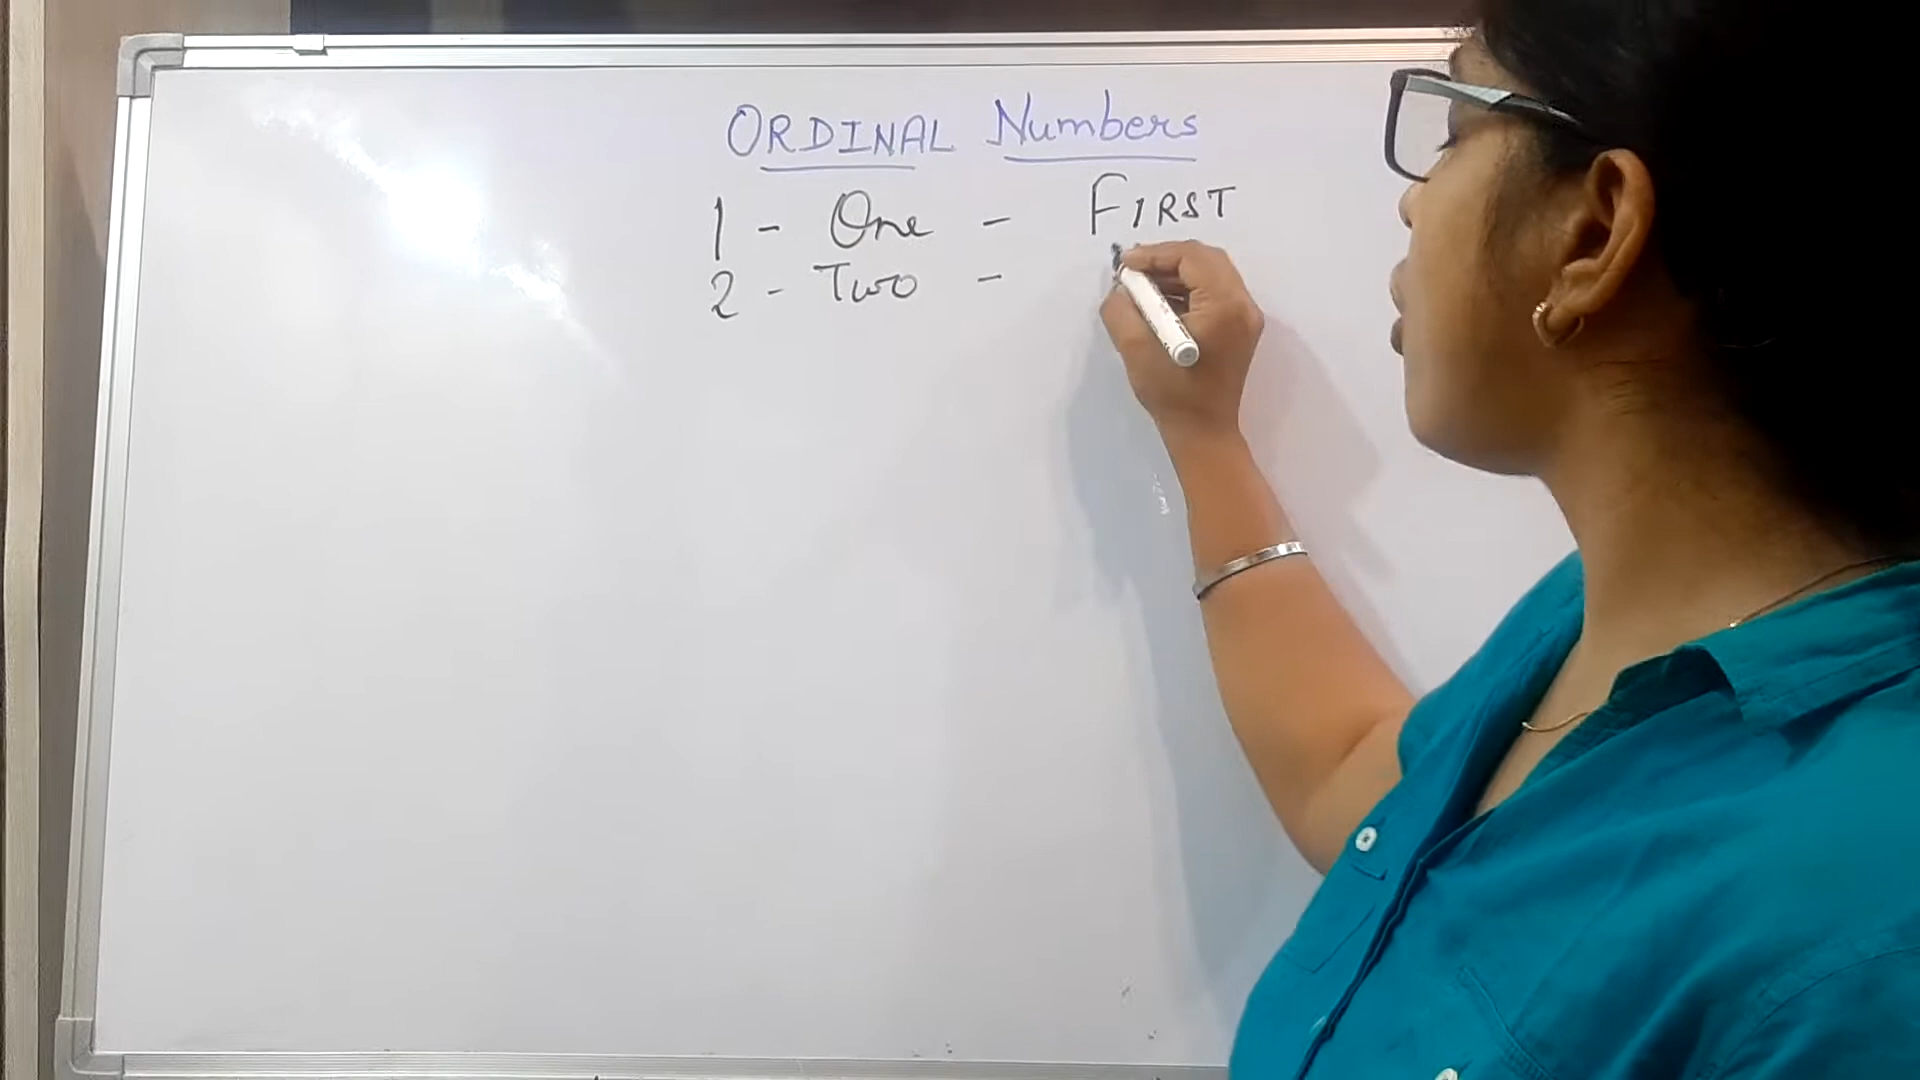 ORDINAL Numbers
1 - One - FIRST
2 - Two -